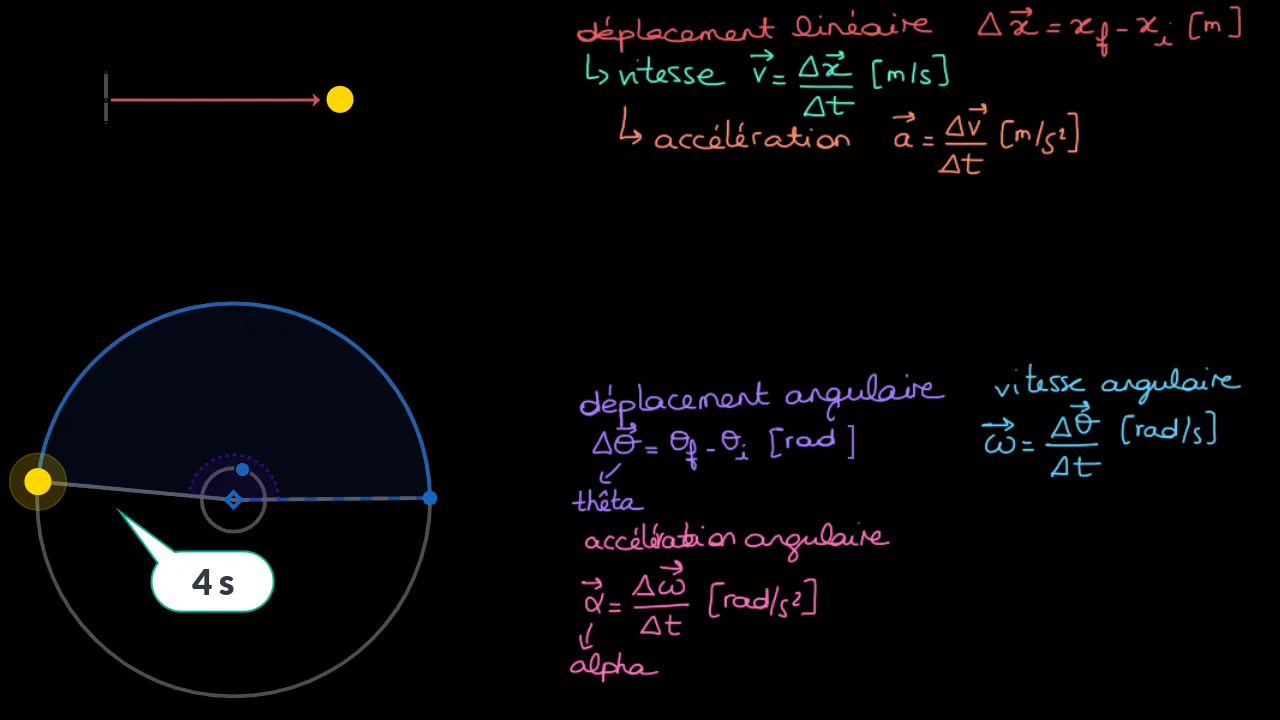 déplacement linéaire Δx⃗ = x_f - x_i [m]
↳ vitesse v⃗ = Δx⃗/Δt [m/s]
↳ accélération a⃗ = Δv⃗/Δt [m/s²]
déplacement angulaire
Δθ⃗ = θ_f - θ_i [rad]
thêta
vitesse angulaire
ω⃗ = Δθ⃗/Δt [rad/s]
accélération angulaire
α⃗ = Δω⃗/Δt [rad/s²]
alpha
4 s